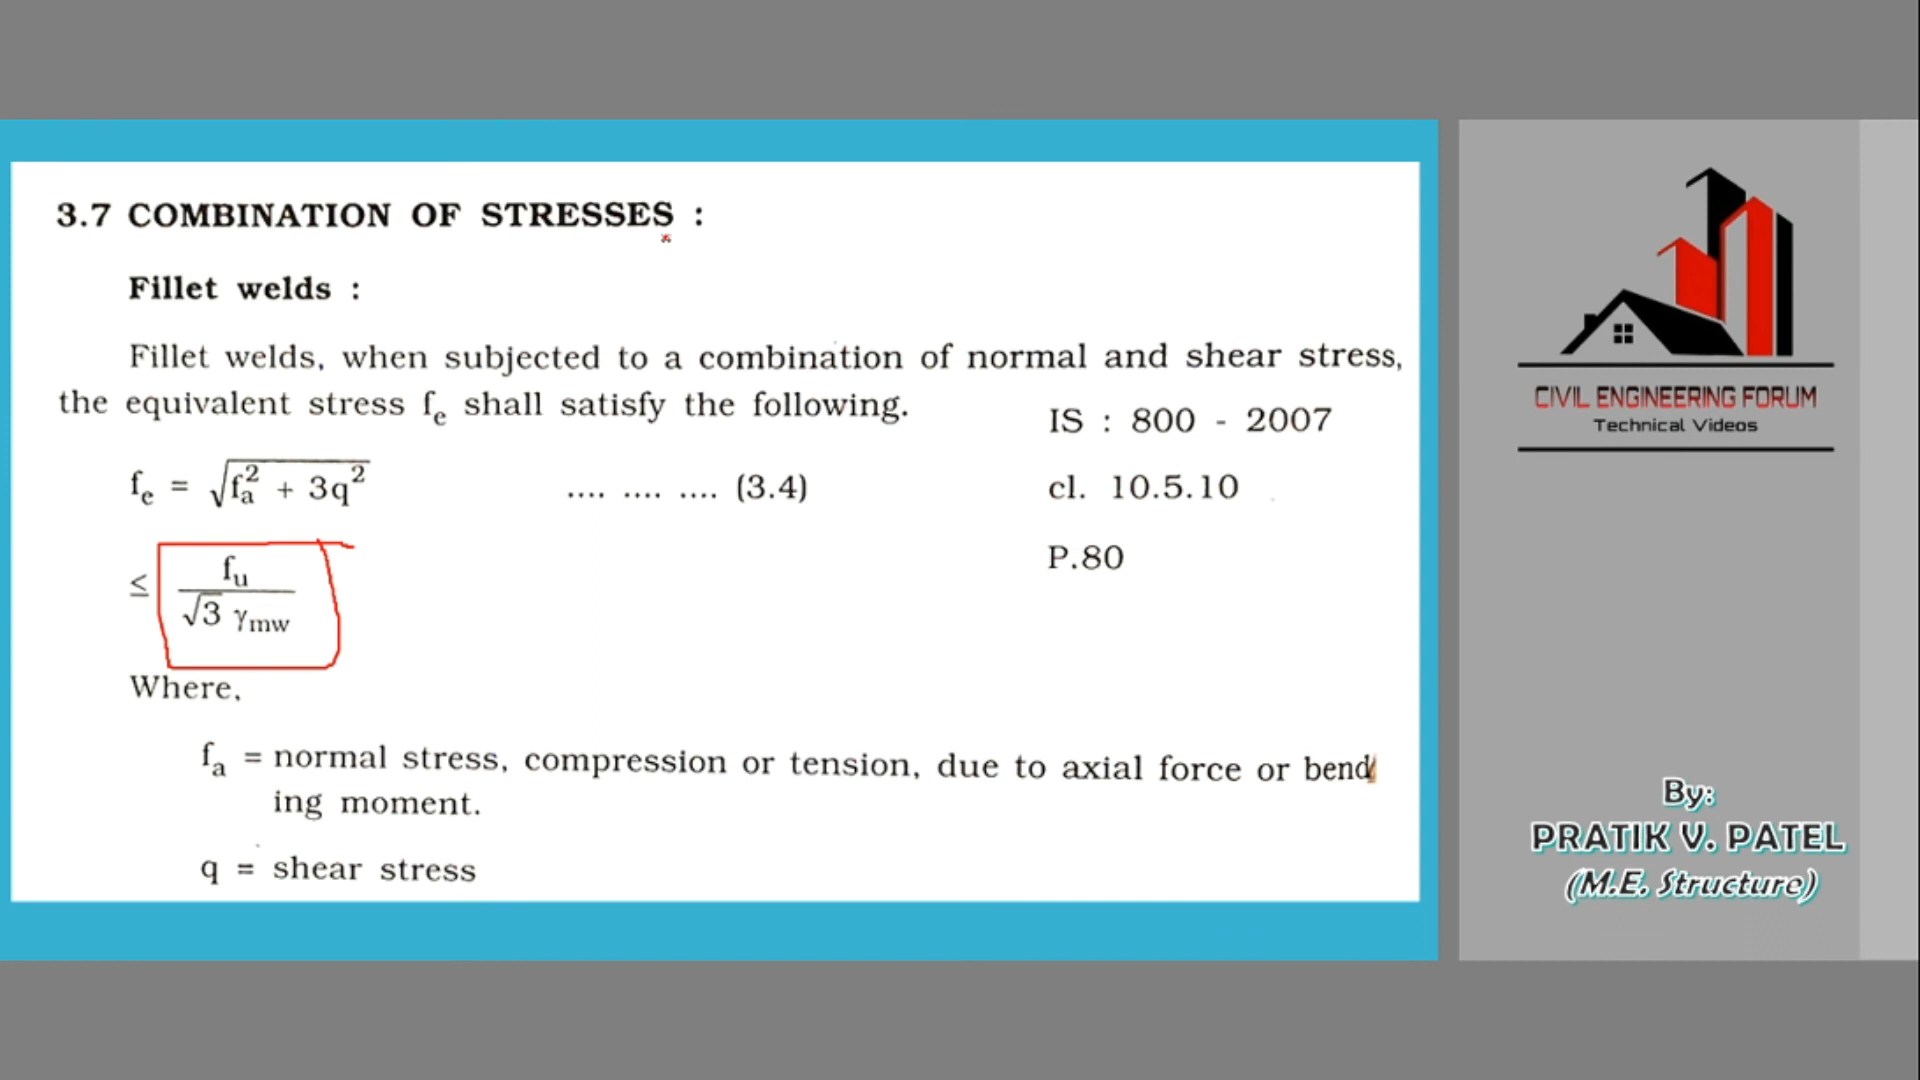 3.7 COMBINATION OF STRESSES :
Fillet welds :
Fillet welds, when subjected to a combination of normal and shear stress,
the equivalent stress fₑ shall satisfy the following.
IS : 800 - 2007
fₑ = √(fₐ² + 3q²) .... .... .... (3.4)
cl. 10.5.10
P.80
≤ fᵤ / √3 γmw
Where,
fₐ = normal stress, compression or tension, due to axial force or bend
ing moment.
q = shear stress
CIVIL ENGINEERING FORUM
Technical Videos
By:
PRATIK V. PATEL
(M.E. Structure)